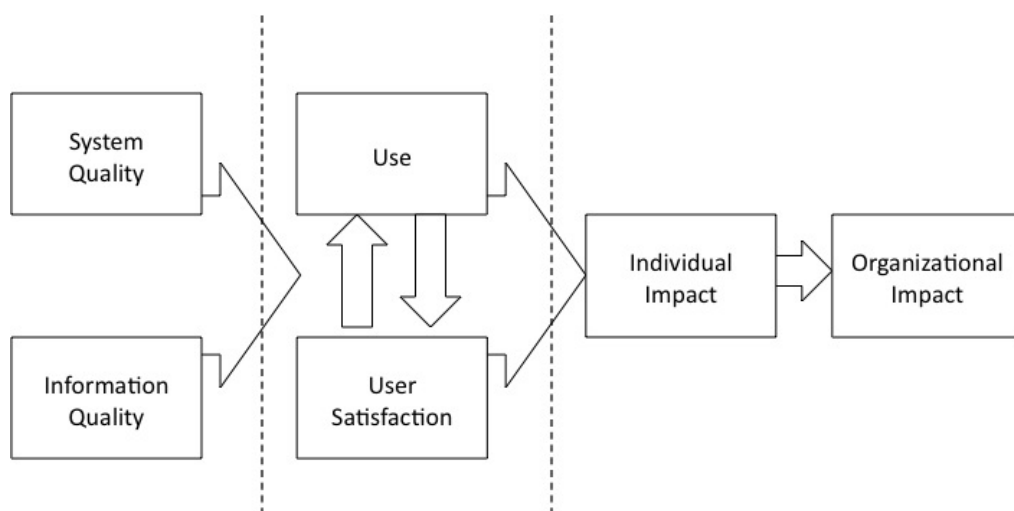 System
Quality
Use
Individual
Impact
Organizational
Impact
Information
Quality
User
Satisfaction